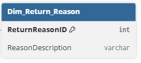 Dim_Return_Reason
ReturnReasonID int
ReasonDescription varchar